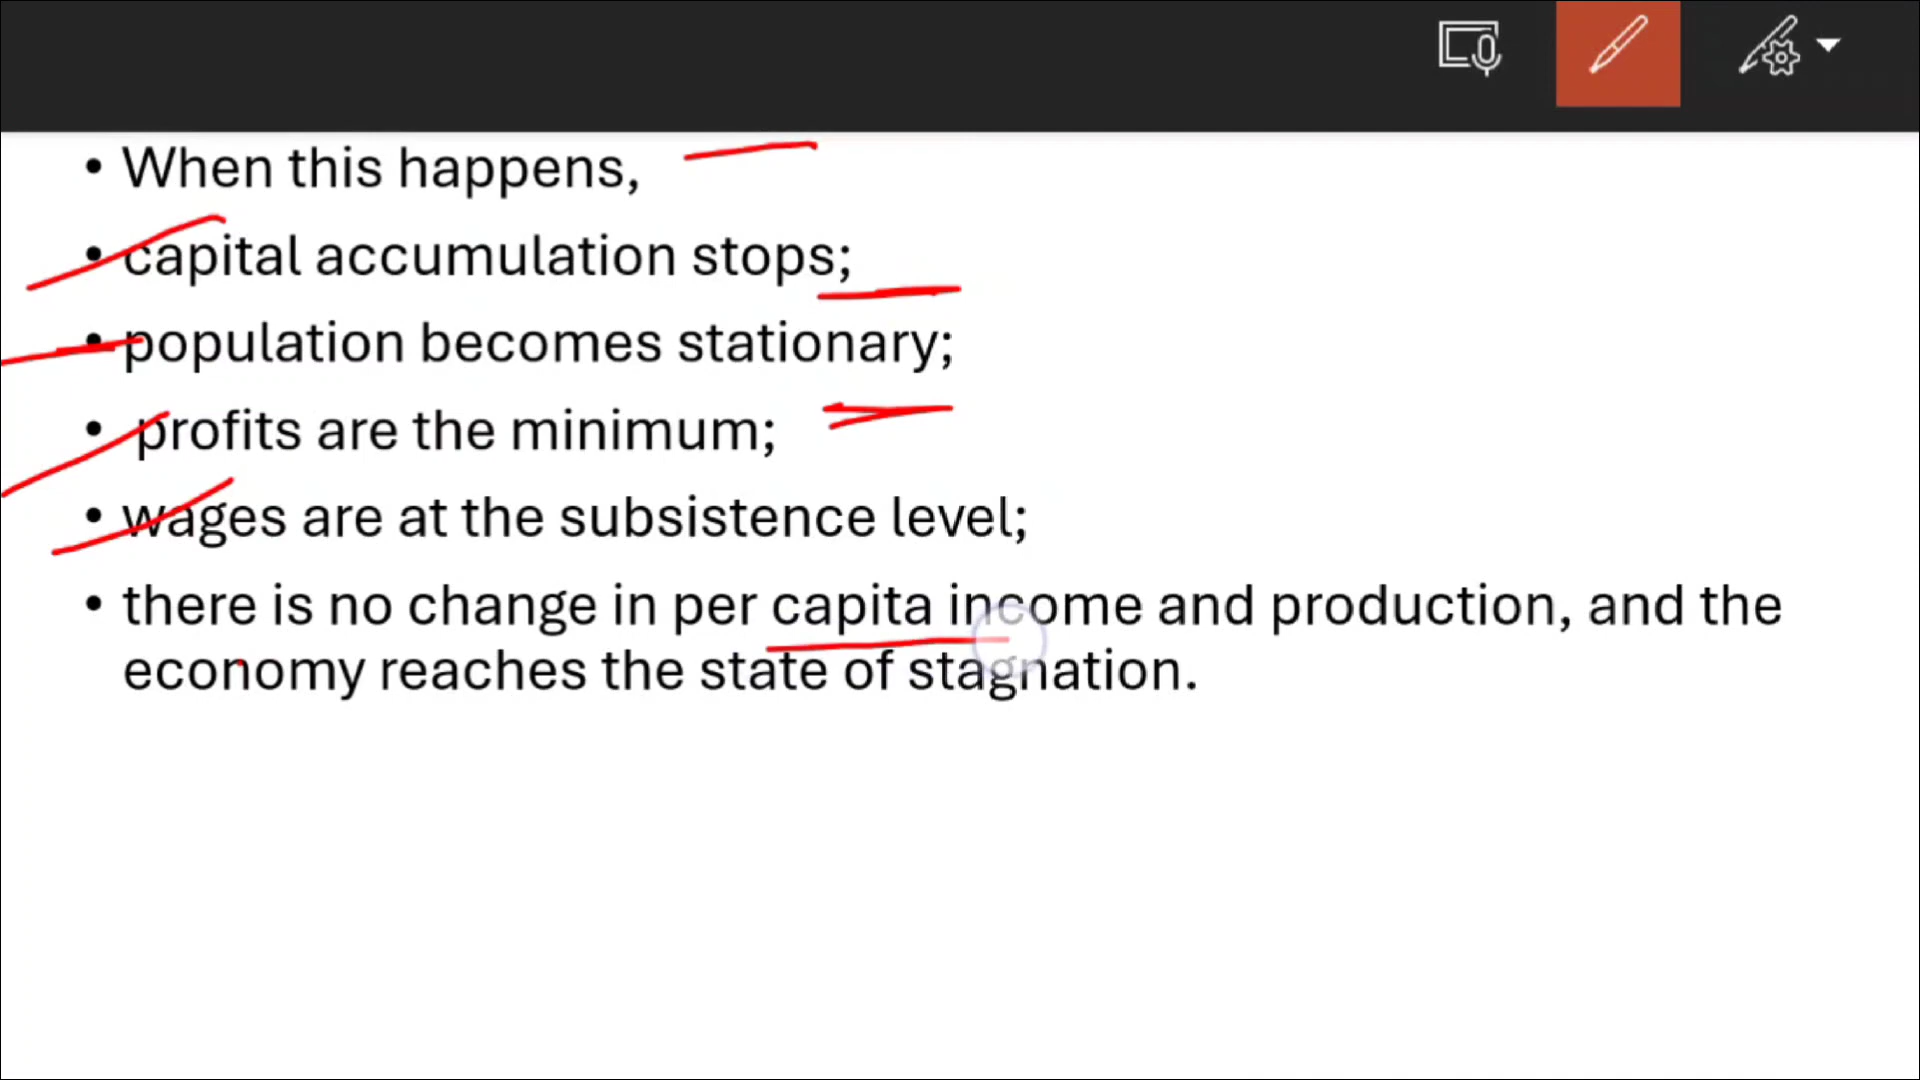 • When this happens,
• capital accumulation stops;
• population becomes stationary;
• profits are the minimum;
• wages are at the subsistence level;
• there is no change in per capita income and production, and the
economy reaches the state of stagnation.